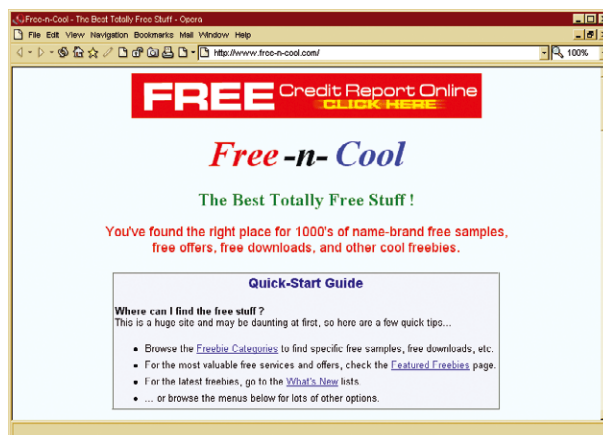 Free-n-Cool - The Best Totally Free Stuff - Opera
File Edit View Navigation Bookmarks Mail Window Help
http://www.free-n-cool.com/ 100%
FREE Credit Report Online
CLICK HERE
Free -n- Cool
The Best Totally Free Stuff !
You've found the right place for 1000's of name-brand free samples,
free offers, free downloads, and other cool freebies.
Quick-Start Guide
Where can I find the free stuff ?
This is a huge site and may be daunting at first, so here are a few quick tips...
• Browse the Freebie Categories to find specific free samples, free downloads, etc.
• For the most valuable free services and offers, check the Featured Freebies page.
• For the latest freebies, go to the What's New lists.
• ... or browse the menus below for lots of other options.